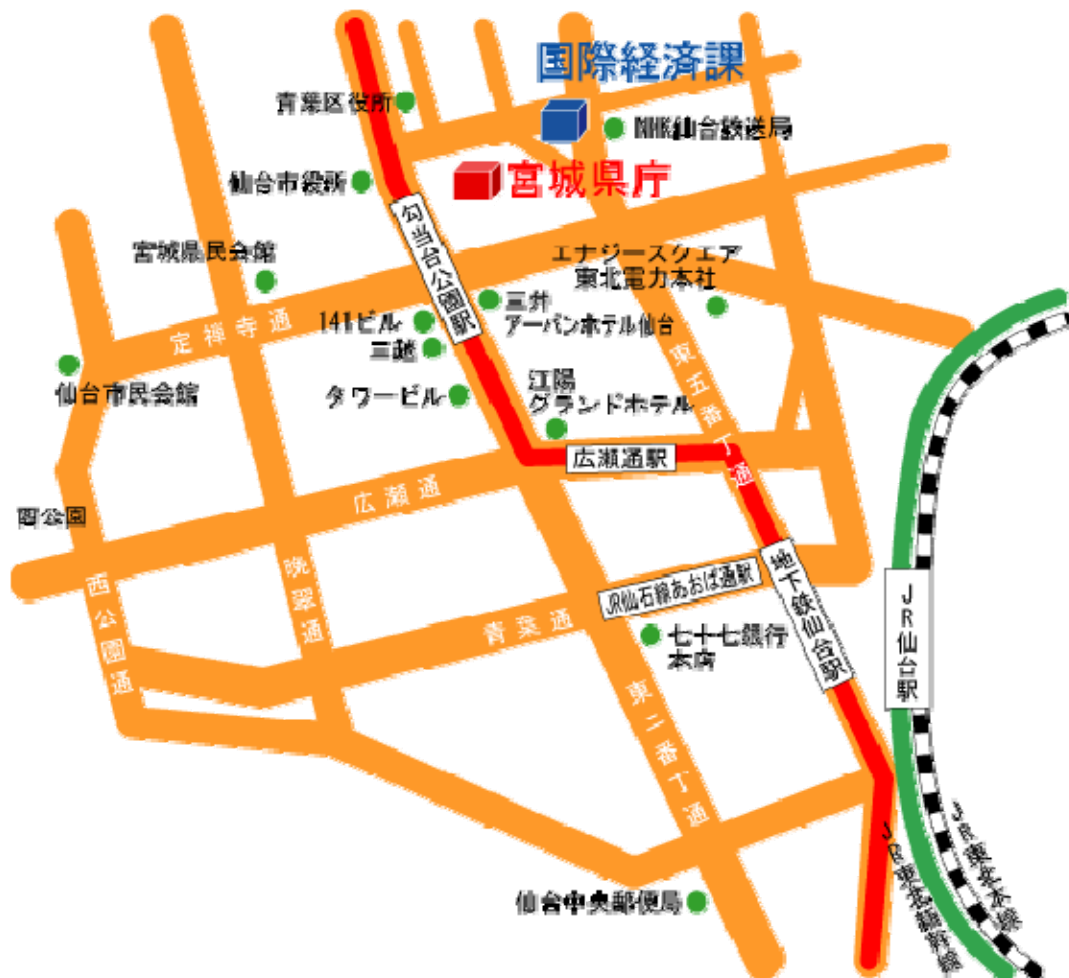 国際経済課
青葉区役所
NHK仙台放送局
仙台市役所
宮城県庁
勾当台公園駅
宮城県民会館
エナジースクエア
東北電力本社
三井
アーバンホテル仙台
141ビル
定禅寺通
三越
東五番丁通
仙台市民会館
タワービル
江陽
グランドホテル
広瀬通駅
広瀬通
西公園
西公園通
晩翠通
地下鉄仙台駅
JR仙石線あおば通駅
JR仙台駅
青葉通
七十七銀行
本店
東二番丁通
仙台中央郵便局
JR東北新幹線
JR東北本線